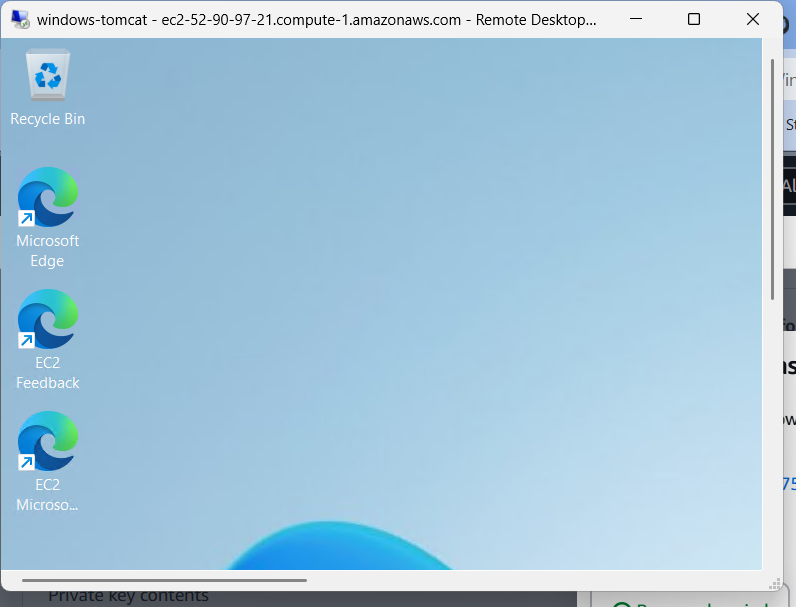 windows-tomcat - ec2-52-90-97-21.compute-1.amazonaws.com - Remote Desktop...
Recycle Bin
Microsoft
Edge
EC2
Feedback
EC2
Microso...
Private key contents